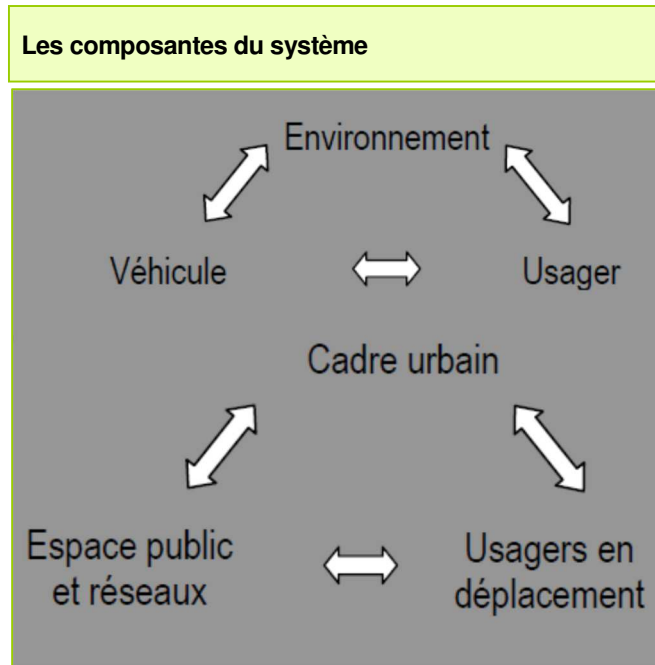 Les composantes du système
Environnement
Véhicule
Usager
Cadre urbain
Espace public
et réseaux
Usagers en
déplacement